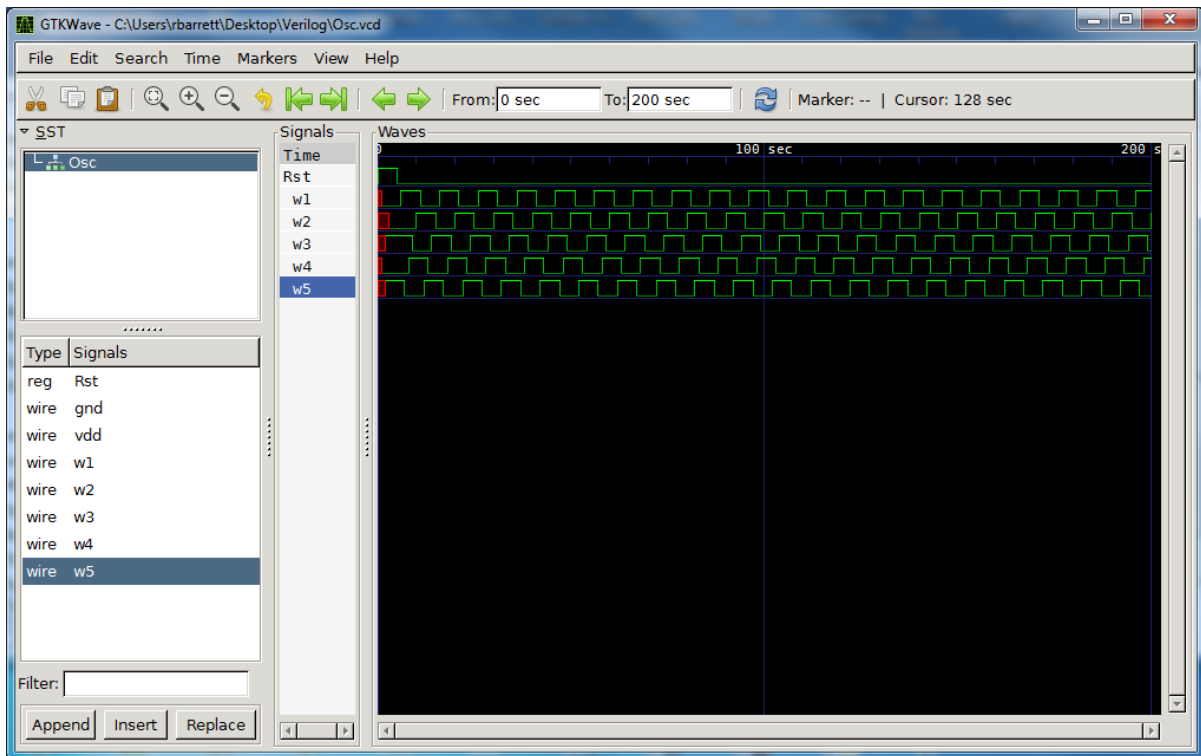 GTKWave - C:\Users\rbarrett\Desktop\Verilog\Osc.vcd
File Edit Search Time Markers View Help
From: 0 sec To: 200 sec Marker: -- | Cursor: 128 sec
SST
Osc
Type Signals
reg Rst
wire gnd
wire vdd
wire w1
wire w2
wire w3
wire w4
wire w5
Filter:
Append Insert Replace
Signals
Time
Rst
w1
w2
w3
w4
w5
Waves
0 100 sec 200 s